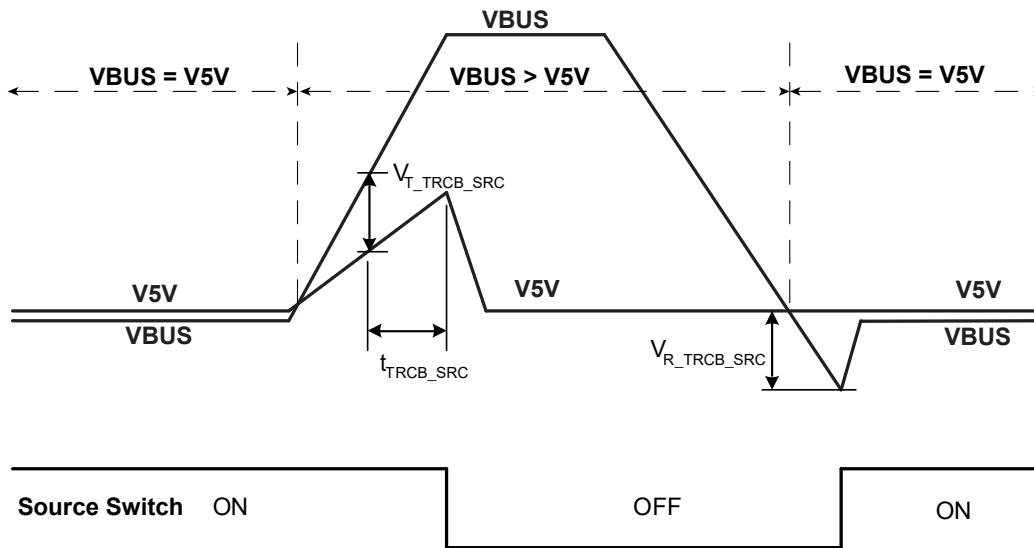 VBUS
VBUS = V5V
VBUS > V5V
VBUS = V5V
VT_TRCB_SRC
V5V
V5V
V5V
VBUS
VBUS
tTRCB_SRC
VR_TRCB_SRC
Source Switch ON
OFF
ON